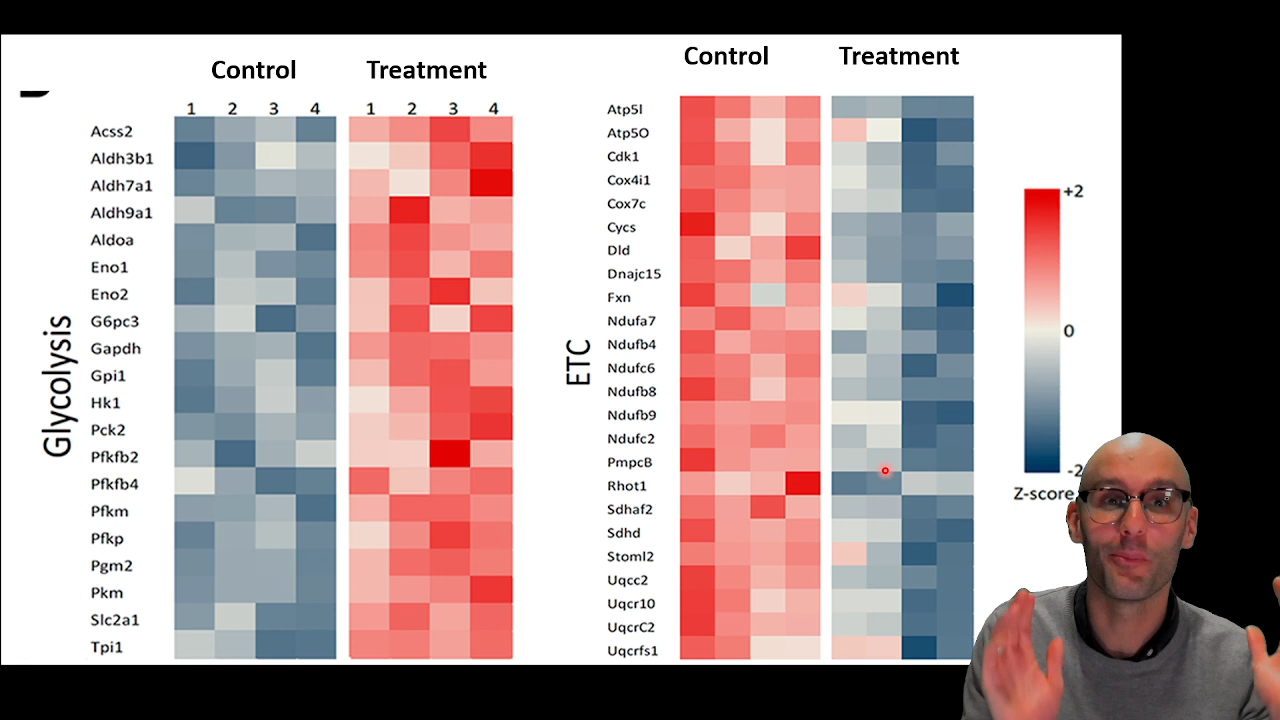 Control Treatment
1 2 3 4 1 2 3 4
Glycolysis
Acss2
Aldh3b1
Aldh7a1
Aldh9a1
Aldoa
Eno1
Eno2
G6pc3
Gapdh
Gpi1
Hk1
Pck2
Pfkfb2
Pfkfb4
Pfkm
Pfkp
Pgm2
Pkm
Slc2a1
Tpi1
Control Treatment
ETC
Atp5l
Atp5O
Cdk1
Cox4i1
Cox7c
Cycs
Dld
Dnajc15
Fxn
Ndufa7
Ndufb4
Ndufc6
Ndufb8
Ndufb9
Ndufc2
PmpcB
Rhot1
Sdhaf2
Sdhd
Stoml2
Uqcc2
Uqcr10
UqcrC2
Uqcrfs1
+2
0
-2
Z-score